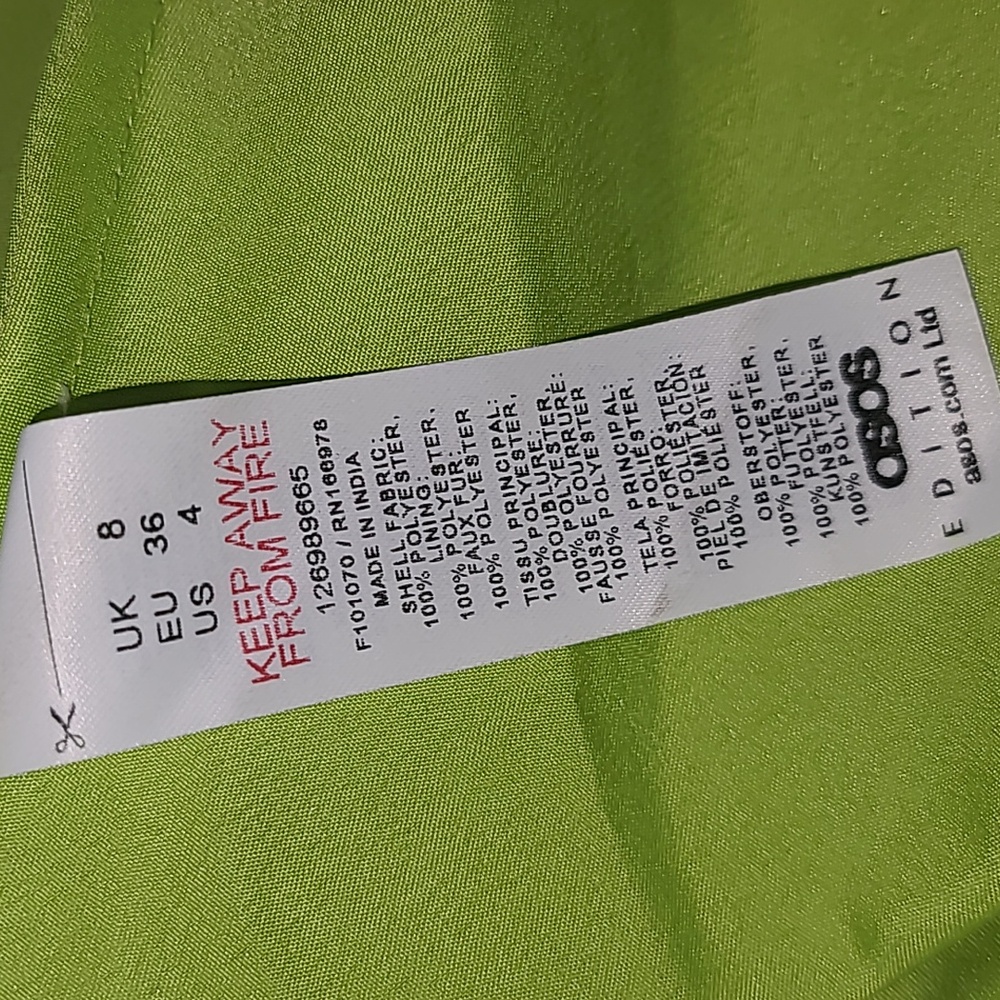 UK 8
EU 36
US 4
KEEP AWAY
FROM FIRE
126989665
F101070 / RN166978
MADE IN INDIA
SHELL FABRIC:
100% POLYESTER,
LINING:
100% POLYESTER.
FAUX FUR:
100% POLYESTER
TISSU PRINCIPAL:
100% POLYESTER,
DOUBLURE:
100% POLYESTER.
FAUSSE FOURRURE:
100% POLYESTER
TELA PRINCIPAL:
100% POLIÉSTER,
FORRO:
100% POLIÉSTER.
PIEL DE IMITACIÓN:
100% POLIÉSTER
OBERSTOFF:
100% POLYESTER,
FUTTER:
100% POLYESTER.
KUNSTFELL:
100% POLYESTER
asos
EDITION
asos.com Ltd